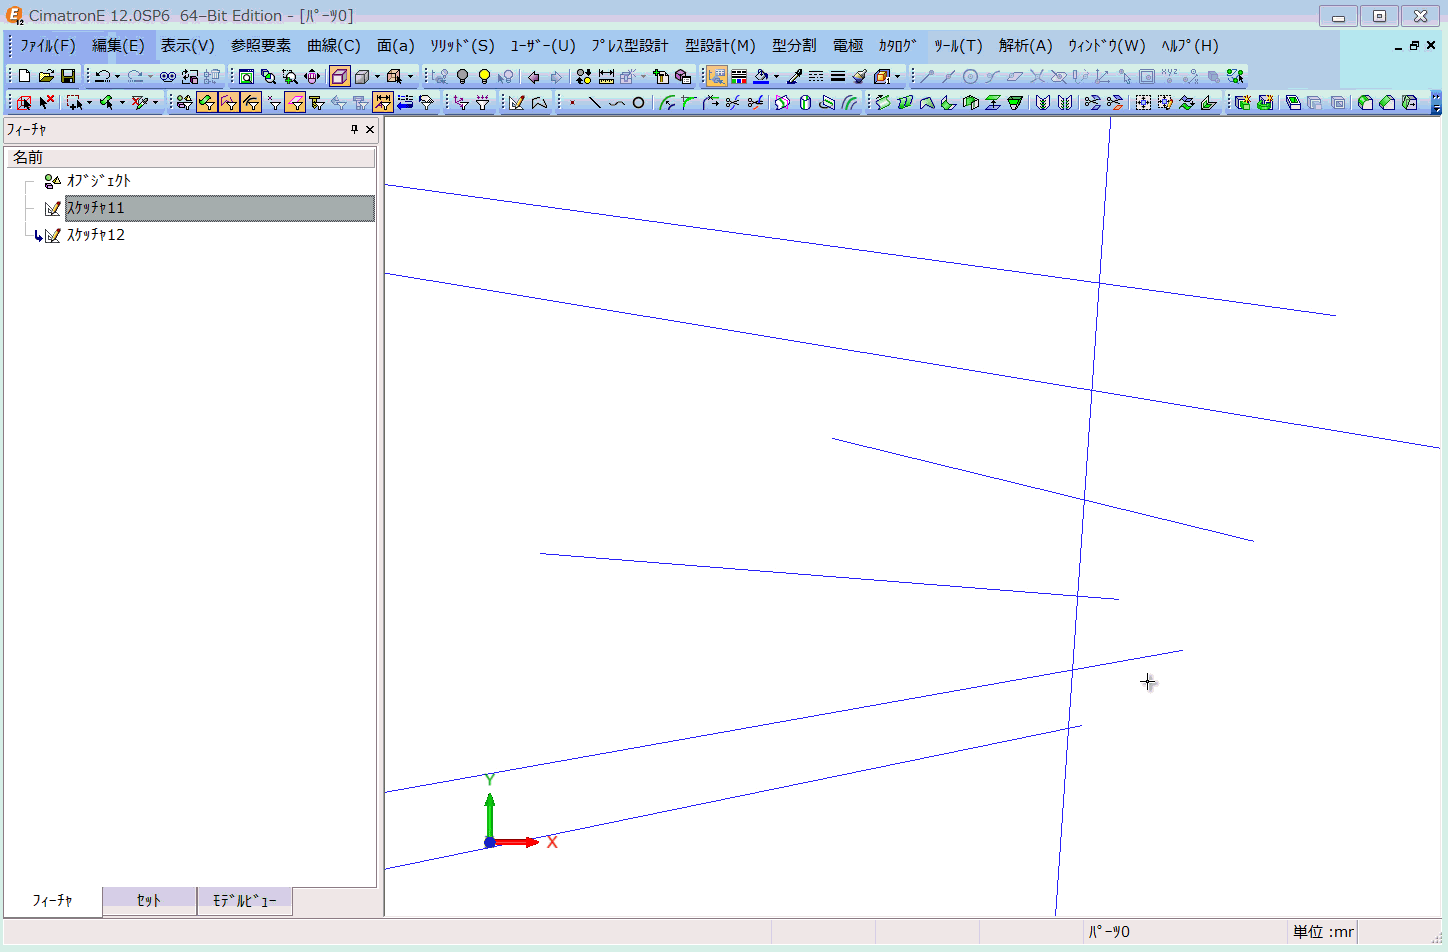 CimatronE 12.0SP6 64-Bit Edition - [ﾊﾟｰﾂ0]
ﾌｧｲﾙ(F) 編集(E) 表示(V) 参照要素 曲線(C) 面(a) ｿﾘｯﾄﾞ(S) ﾕｰｻﾞｰ(U) ﾌﾟﾚｽ型設計 型設計(M) 型分割 電極 ｶﾀﾛｸﾞ ﾂｰﾙ(T) 解析(A) ｳｨﾝﾄﾞｳ(W) ﾍﾙﾌﾟ(H)
ﾌｨｰﾁｬ
名前
ｵﾌﾞｼﾞｪｸﾄ
ｽｹｯﾁｬ11
ｽｹｯﾁｬ12
Y
X
ﾌｨｰﾁｬ ｾｯﾄ ﾓﾃﾞﾙﾋﾞｭｰ
ﾊﾟｰﾂ0 単位 :mr